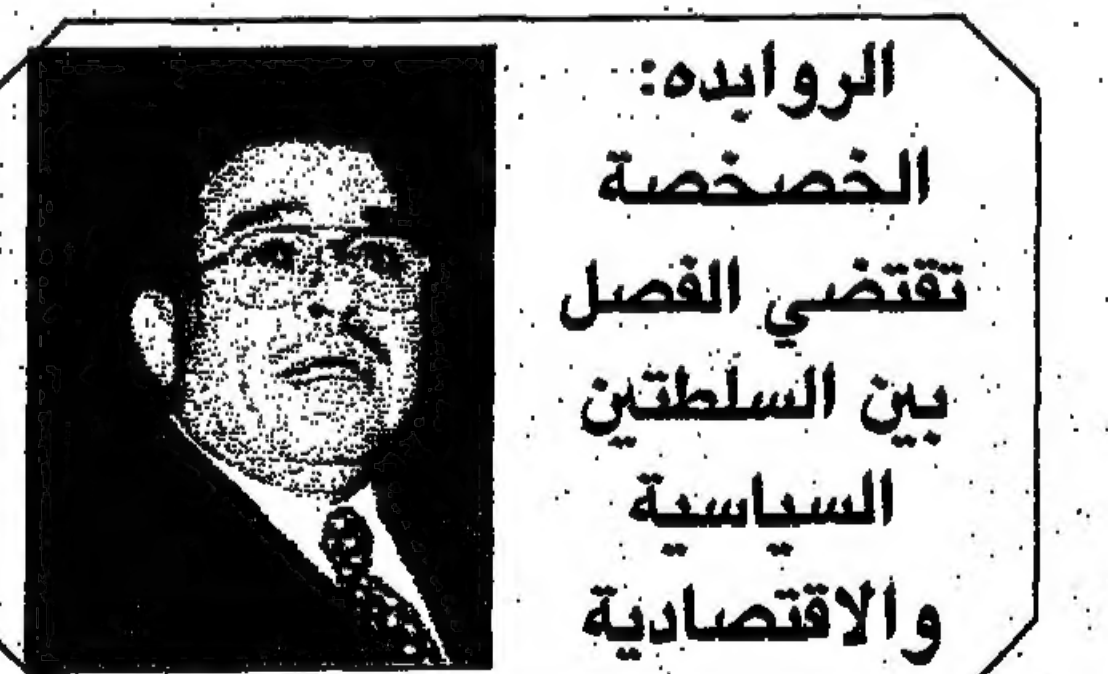 الروابده:
الخصخصة
تقتضي الفصل
بين السلطتين
السياسية
والاقتصادية